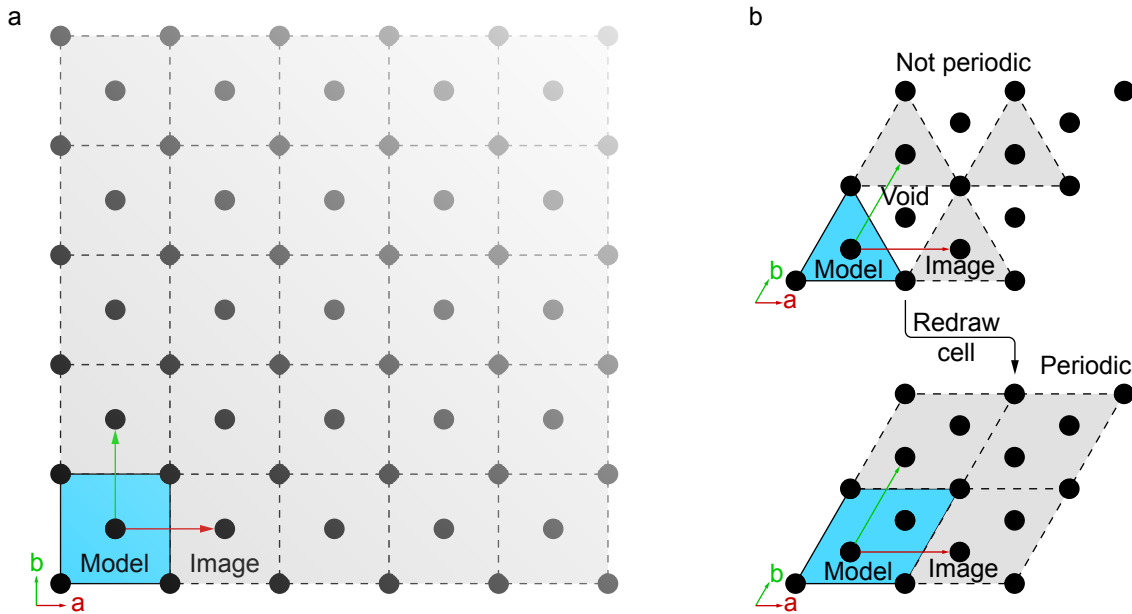 a
Model
Image
b
a
b
Not periodic
Void
Model
Image
b
a
Redraw
cell
Periodic
Model
Image
b
a